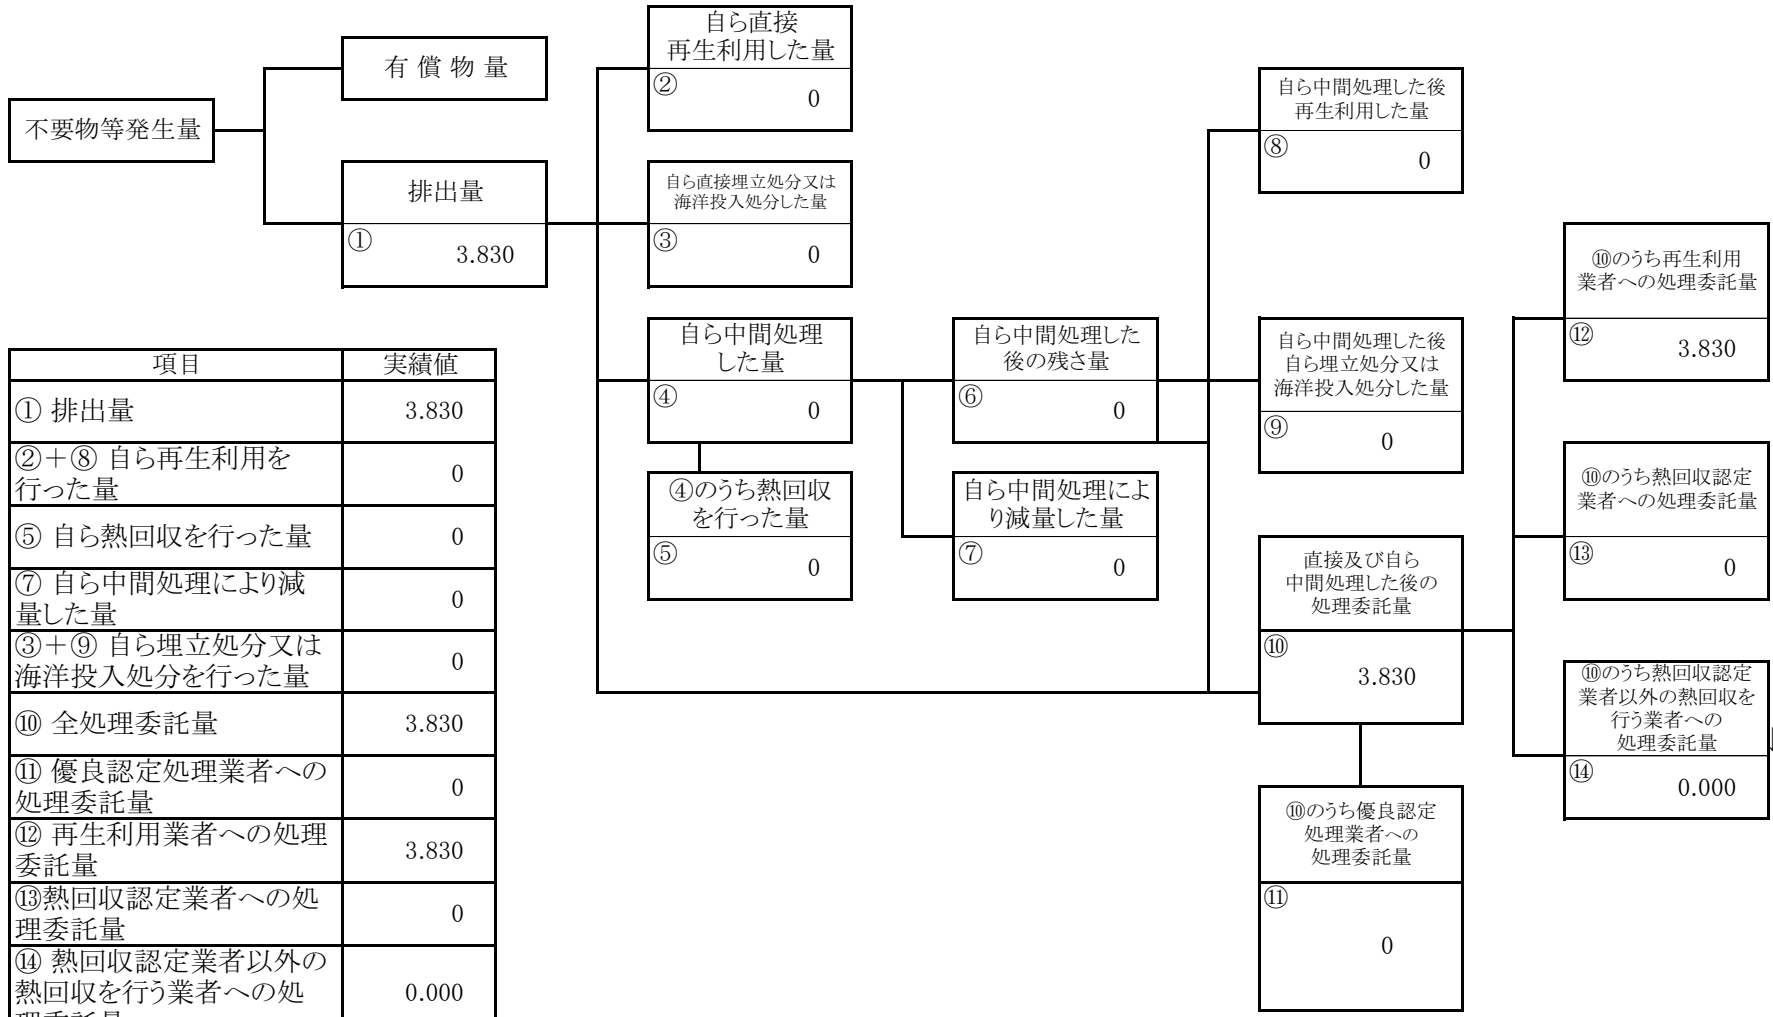 不要物等発生量
有 償 物 量
排出量
①
3.830
自ら直接
再生利用した量
②
0
自ら直接埋立処分又は
海洋投入処分した量
③
0
自ら中間処理
した量
④
0
④のうち熱回収
を行った量
⑤
0
自ら中間処理した
後の残さ量
⑥
0
自ら中間処理によ
り減量した量
⑦
0
自ら中間処理した後
再生利用した量
⑧
0
自ら中間処理した後
自ら埋立処分又は
海洋投入処分した量
⑨
0
直接及び自ら
中間処理した後の
処理委託量
⑩
3.830
⑩のうち優良認定
処理業者への
処理委託量
⑪
0
⑩のうち再生利用
業者への処理委託量
⑫
3.830
⑩のうち熱回収認定
業者への処理委託量
⑬
0
⑩のうち熱回収認定
業者以外の熱回収を
行う業者への
処理委託量
⑭
0.000
項目 実績値
① 排出量 3.830
②＋⑧ 自ら再生利用を
行った量 0
⑤ 自ら熱回収を行った量 0
⑦ 自ら中間処理により減
量した量 0
③＋⑨ 自ら埋立処分又は
海洋投入処分を行った量 0
⑩ 全処理委託量 3.830
⑪ 優良認定処理業者への
処理委託量 0
⑫ 再生利用業者への処理
委託量 3.830
⑬熱回収認定業者への処
理委託量 0
⑭ 熱回収認定業者以外の
熱回収を行う業者への処 0.000
理委託量